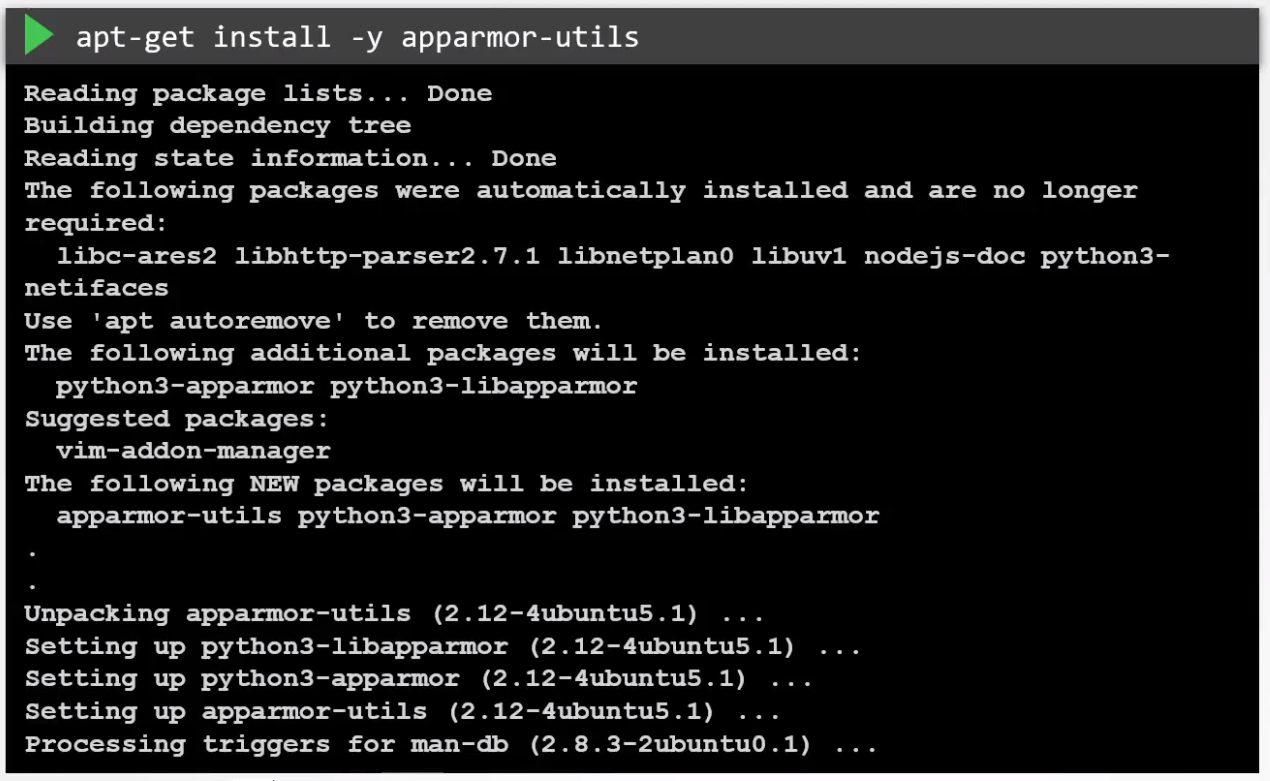 apt-get install -y apparmor-utils
Reading package lists... Done
Building dependency tree
Reading state information... Done
The following packages were automatically installed and are no longer
required:
  libc-ares2 libhttp-parser2.7.1 libnetplan0 libuv1 nodejs-doc python3-
netifaces
Use 'apt autoremove' to remove them.
The following additional packages will be installed:
  python3-apparmor python3-libapparmor
Suggested packages:
  vim-addon-manager
The following NEW packages will be installed:
  apparmor-utils python3-apparmor python3-libapparmor
.
.
Unpacking apparmor-utils (2.12-4ubuntu5.1) ...
Setting up python3-libapparmor (2.12-4ubuntu5.1) ...
Setting up python3-apparmor (2.12-4ubuntu5.1) ...
Setting up apparmor-utils (2.12-4ubuntu5.1) ...
Processing triggers for man-db (2.8.3-2ubuntu0.1) ...